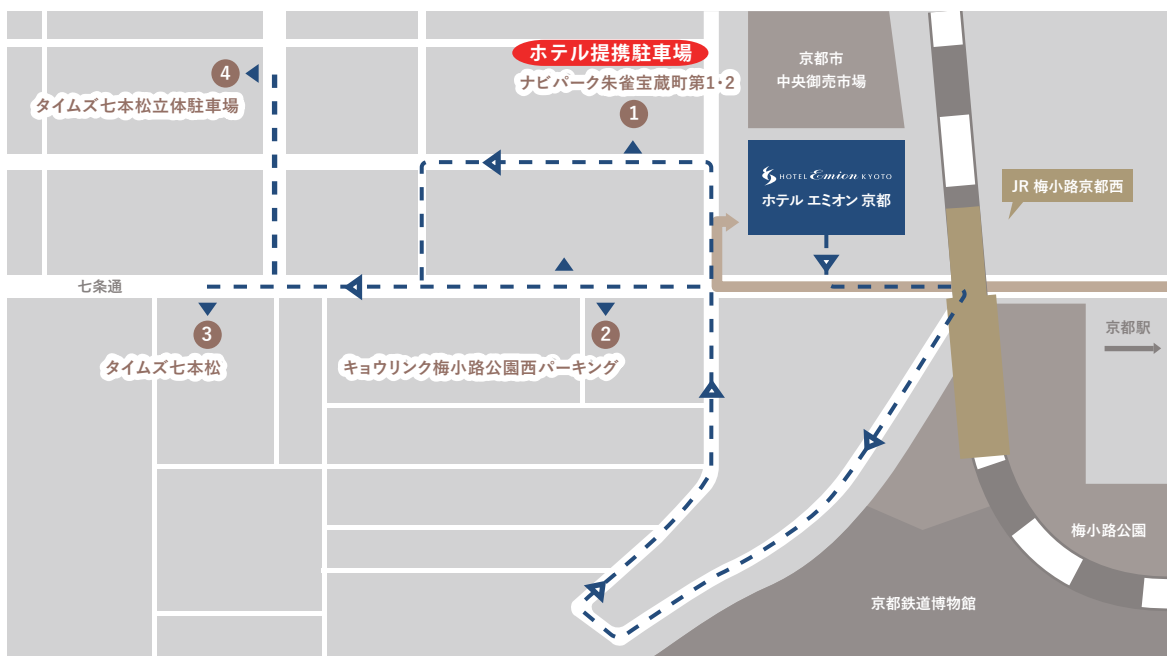 ホテル提携駐車場
ナビパーク朱雀宝蔵町第1・2
1
京都市
中央御売市場
4
タイムズ七本松立体駐車場
HOTEL Emion KYOTO
ホテル エミオン 京都
JR 梅小路京都西
七条通
3
タイムズ七本松
2
キョウリンク梅小路公園西パーキング
京都駅
梅小路公園
京都鉄道博物館